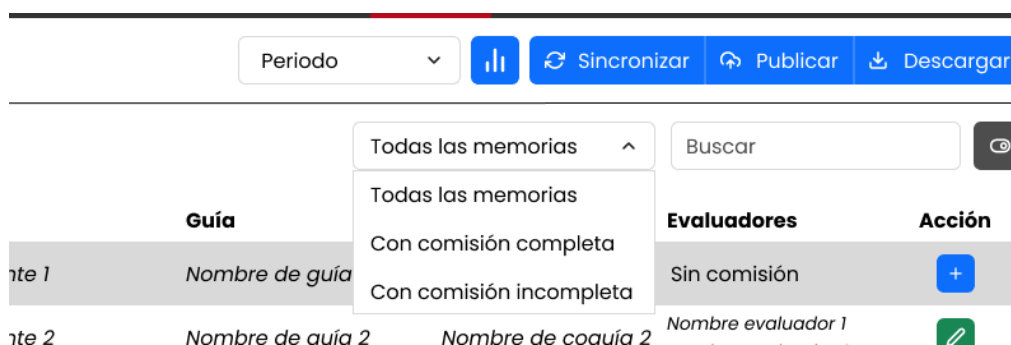 Periodo
Sincronizar
Publicar
Descargar
Todas las memorias
Buscar
Todas las memorias
Con comisión completa
Con comisión incompleta
Guía
Evaluadores
Acción
nte 1
Nombre de guía
Sin comisión
nte 2
Nombre de guía 2
Nombre de coguía 2
Nombre evaluador 1